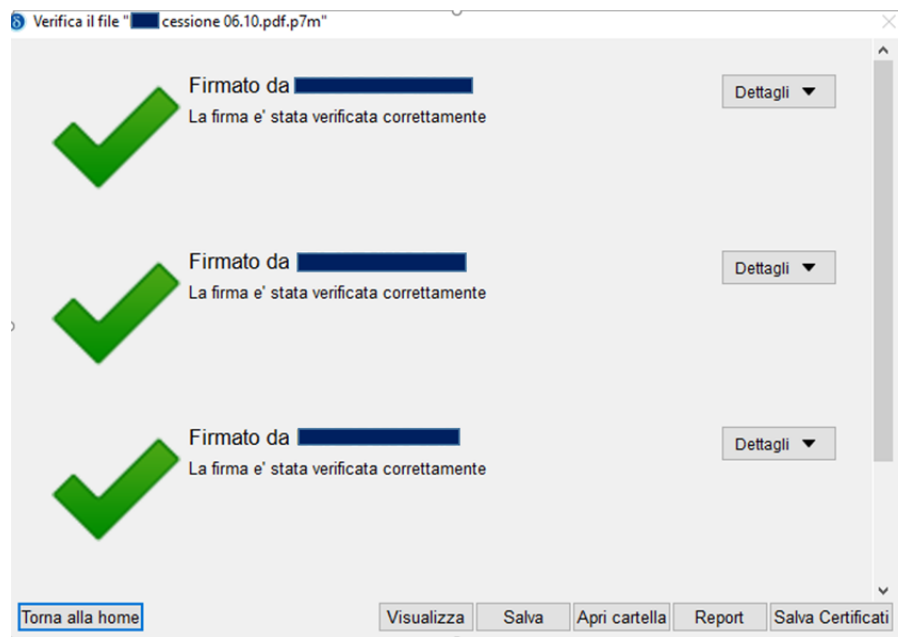 Verifica il file " cessione 06.10.pdf.p7m"
Firmato da
Dettagli
La firma e' stata verificata correttamente
Firmato da
Dettagli
La firma e' stata verificata correttamente
Firmato da
Dettagli
La firma e' stata verificata correttamente
Torna alla home
Visualizza
Salva
Apri cartella
Report
Salva Certificati